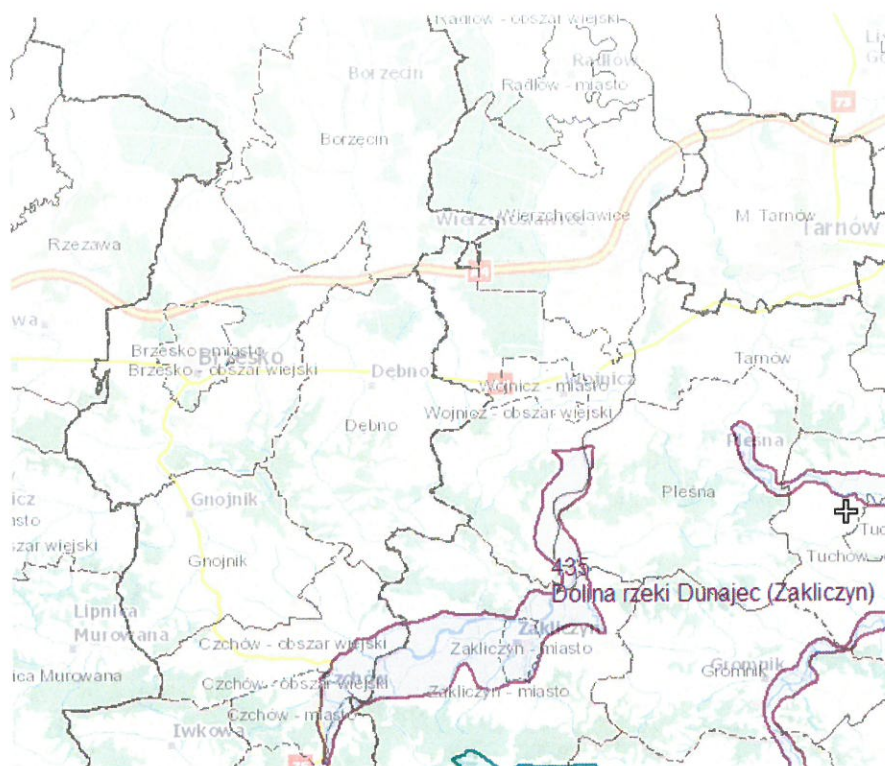 Radłów - obszar wiejski
Borzęcin
Radłów
Radłów - miasto
73
Borzęcin
Wierzchosławice
Wierzchosławice
M. Tarnów
Tarnów
Rzezawa
Brzesko - miasto
Brzesko
Brzesko - obszar wiejski
Dębno
Wojnicz - miasto
Wojnicz
Wojnicz - obszar wiejski
Tarnów
Dębno
Pleśna
Pleśna
Gnojnik
Gnojnik
Tuchów
435
Dolina rzeki Dunajec (Zakliczyn)
Lipnica
Murowana
Czchów - obszar wiejski
Zakliczyn
Zakliczyn - miasto
Gromnik
Gromnik
Czchów - obszar wiejski
Zakliczyn - miasto
Czchów - miasto
Iwkowa